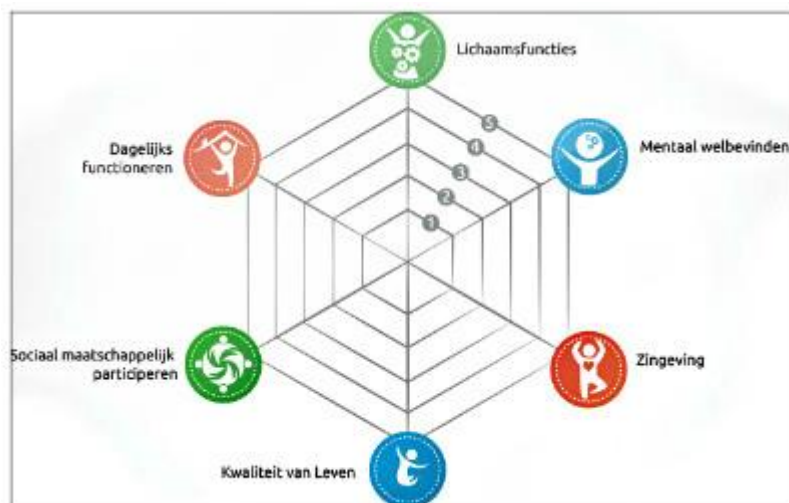 Lichaamsfuncties
5
Dagelijks
functioneren
4
Mentaal welbevinden
3
2
1
Sociaal maatschappelijk
participeren
Zingeving
Kwaliteit van Leven